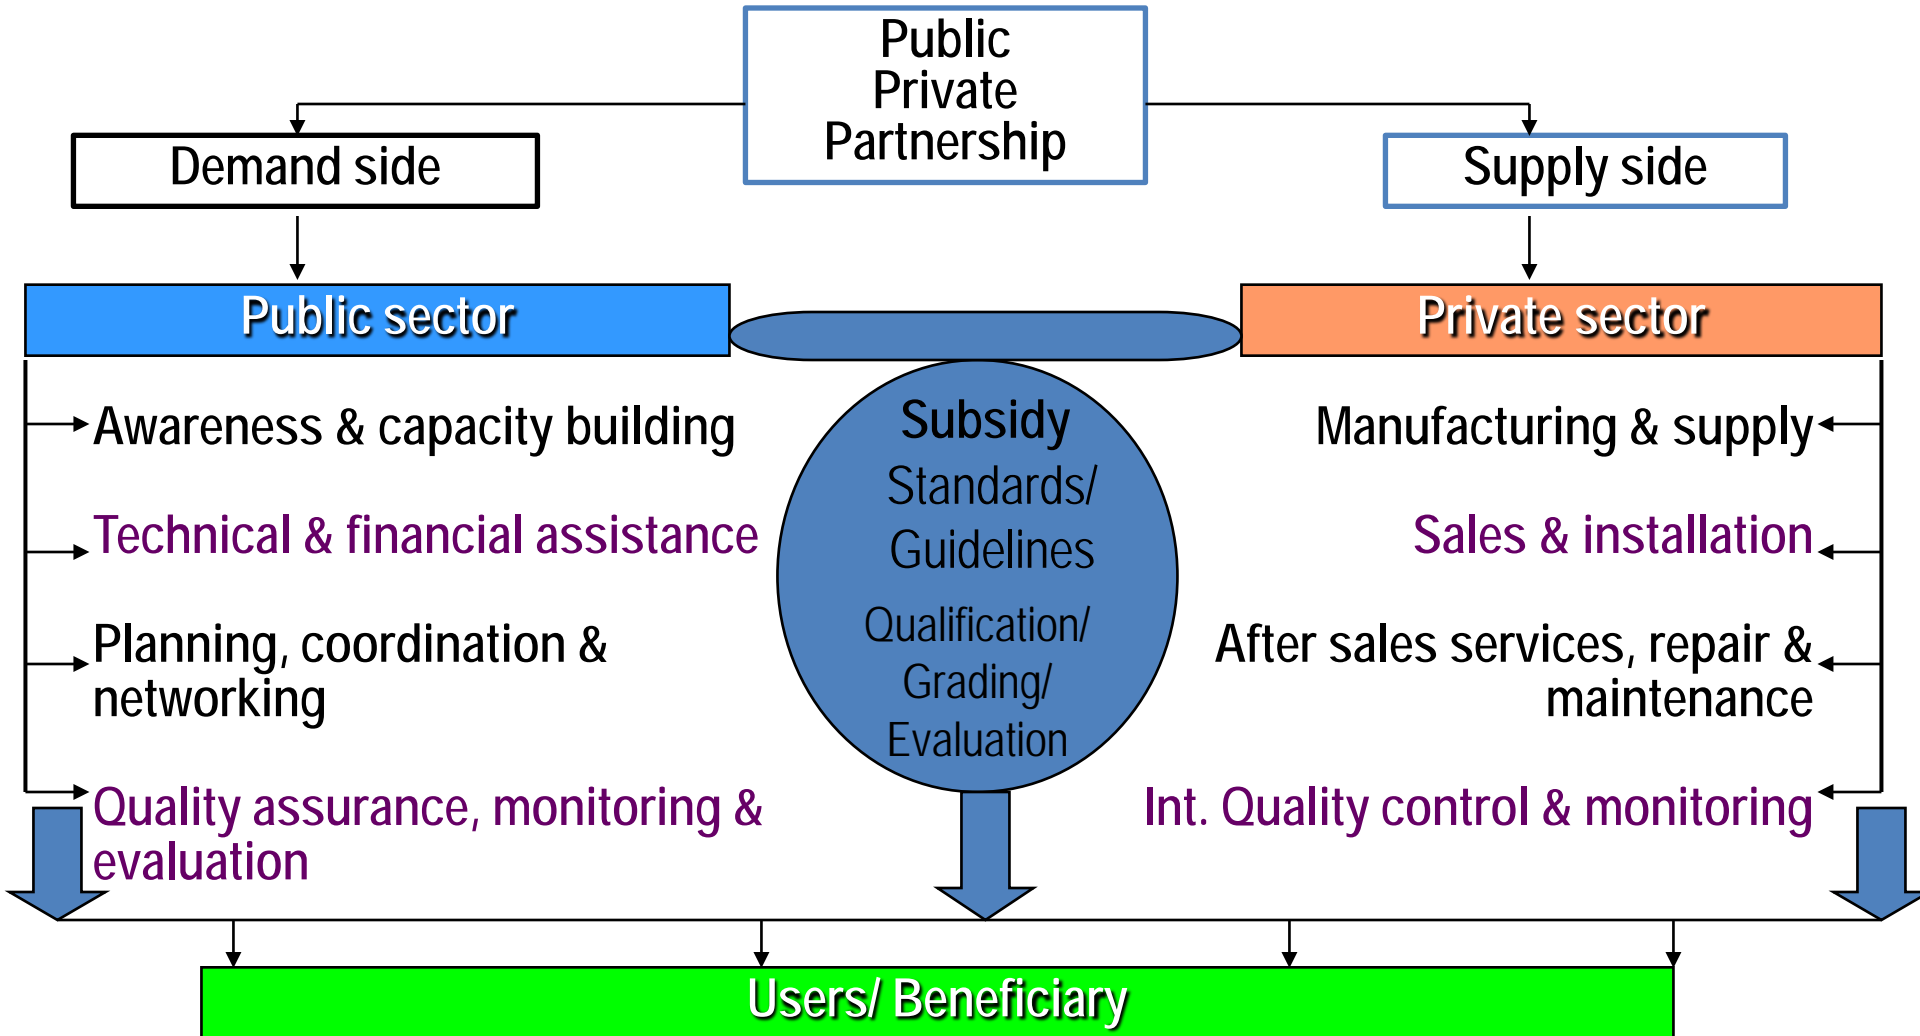 Public
Private
Partnership
Demand side
Supply side
Public sector
Private sector
Awareness & capacity building
Technical & financial assistance
Planning, coordination &
networking
Quality assurance, monitoring &
evaluation
Subsidy
Standards/
Guidelines
Qualification/
Grading/
Evaluation
Manufacturing & supply
Sales & installation
After sales services, repair &
maintenance
Int. Quality control & monitoring
Users/ Beneficiary